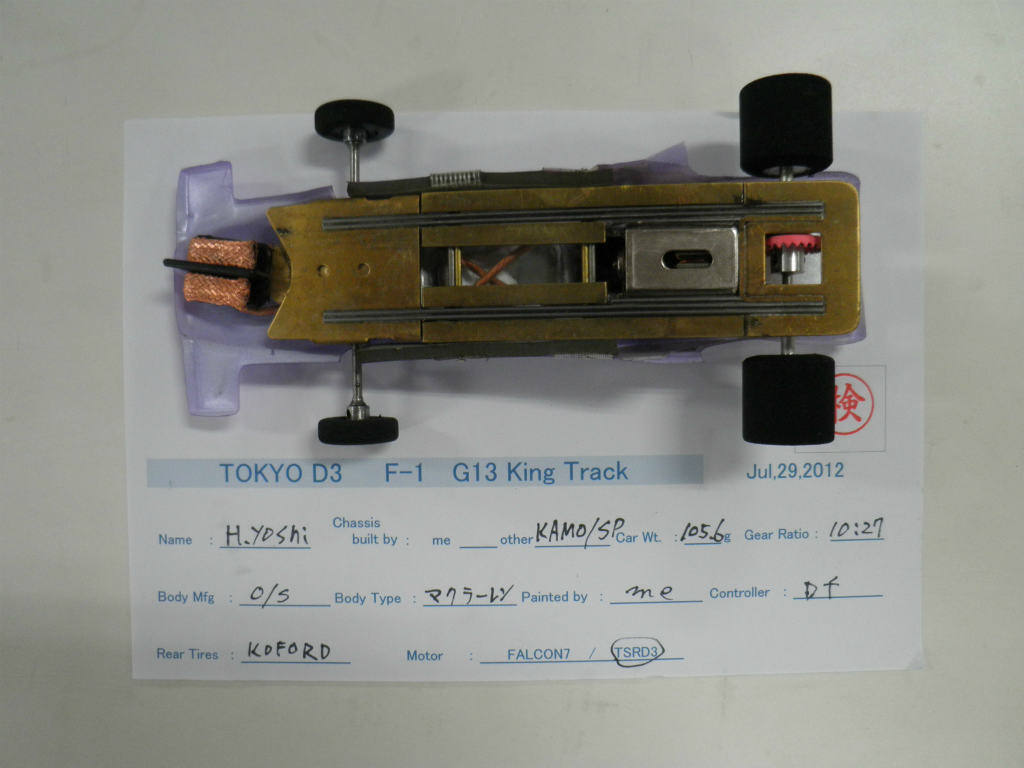 検
TOKYO D3 F-1 G13 King Track Jul,29,2012
Name : H.YOSHi Chassis built by : me other KAMO/SP Car Wt. : 105.6g Gear Ratio : 10:27
Body Mfg : O/S Body Type : マクラーレン Painted by : me Controller : Df
Rear Tires : KOFORD Motor : FALCON7 / TSRD3